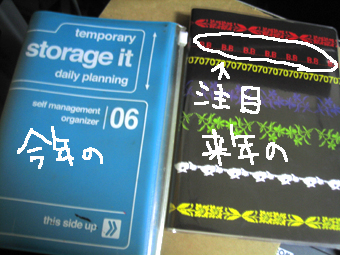 temporary
storage it
daily planning
self management
organizer
06
今年の
this side up
B.B B.B B.B B.B
07070707070707070707070
注目
来年の